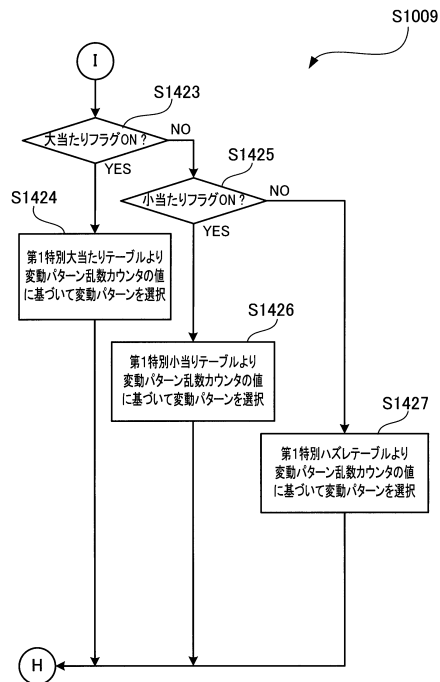 S1009
I
S1423
大当たりフラグON?
NO
YES
S1425
小当たりフラグON?
NO
YES
S1424
第1特別大当たりテーブルより
変動パターン乱数カウンタの値
に基づいて変動パターンを選択
S1426
第1特別小当りテーブルより
変動パターン乱数カウンタの値
に基づいて変動パターンを選択
S1427
第1特別ハズレテーブルより
変動パターン乱数カウンタの値
に基づいて変動パターンを選択
H